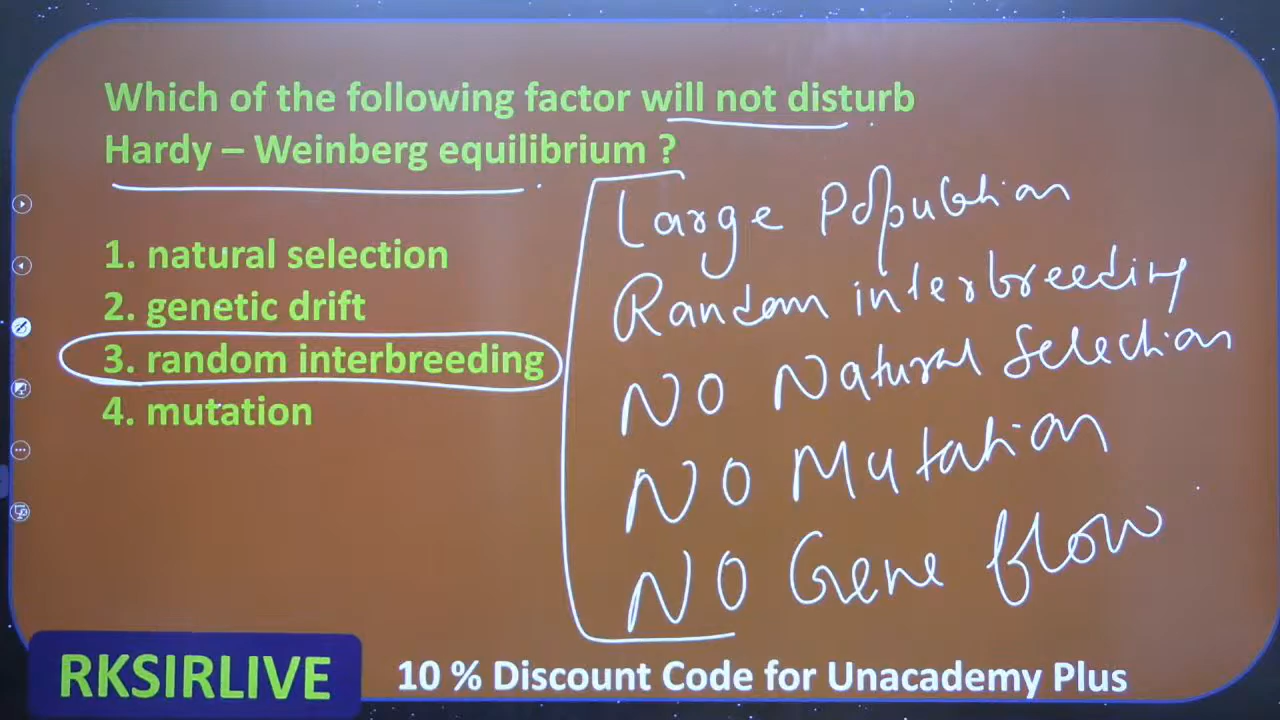 Which of the following factor will not disturb
Hardy – Weinberg equilibrium ?
1. natural selection
2. genetic drift
3. random interbreeding
4. mutation
Large Population
Random interbreeding
NO Natural Selection
NO Mutation
NO Gene flow
RKSIRLIVE
10 % Discount Code for Unacademy Plus